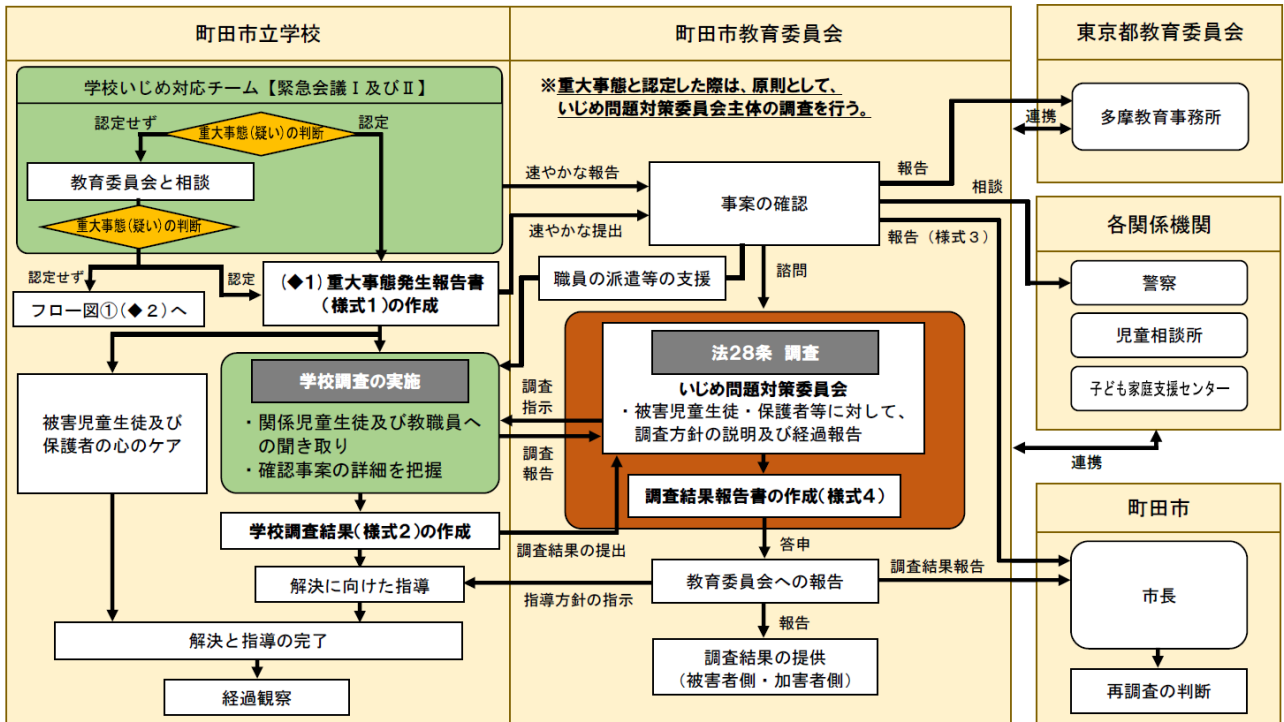 町田市立学校
学校いじめ対応チーム【緊急会議Ⅰ及びⅡ】
認定せず
重大事態(疑い)の判断
認定
教育委員会と相談
重大事態(疑い)の判断
認定せず
認定
フロー図①(◆2)へ
(◆1)重大事態発生報告書
(様式1)の作成
被害児童生徒及び
保護者の心のケア
学校調査の実施
・関係児童生徒及び教職員へ
の聞き取り
・確認事案の詳細を把握
学校調査結果(様式2)の作成
解決に向けた指導
解決と指導の完了
経過観察
町田市教育委員会
※重大事態と認定した際は、原則として、
いじめ問題対策委員会主体の調査を行う。
速やかな報告
速やかな提出
事案の確認
職員の派遣等の支援
諮問
法28条 調査
いじめ問題対策委員会
・被害児童生徒・保護者等に対して、
調査方針の説明及び経過報告
調査
指示
調査
報告
調査結果報告書の作成(様式4)
調査結果の提出
答申
教育委員会への報告
指導方針の指示
報告
調査結果の提供
(被害者側・加害者側)
報告
相談
報告(様式3)
調査結果報告
東京都教育委員会
連携
多摩教育事務所
各関係機関
警察
児童相談所
子ども家庭支援センター
連携
町田市
市長
再調査の判断